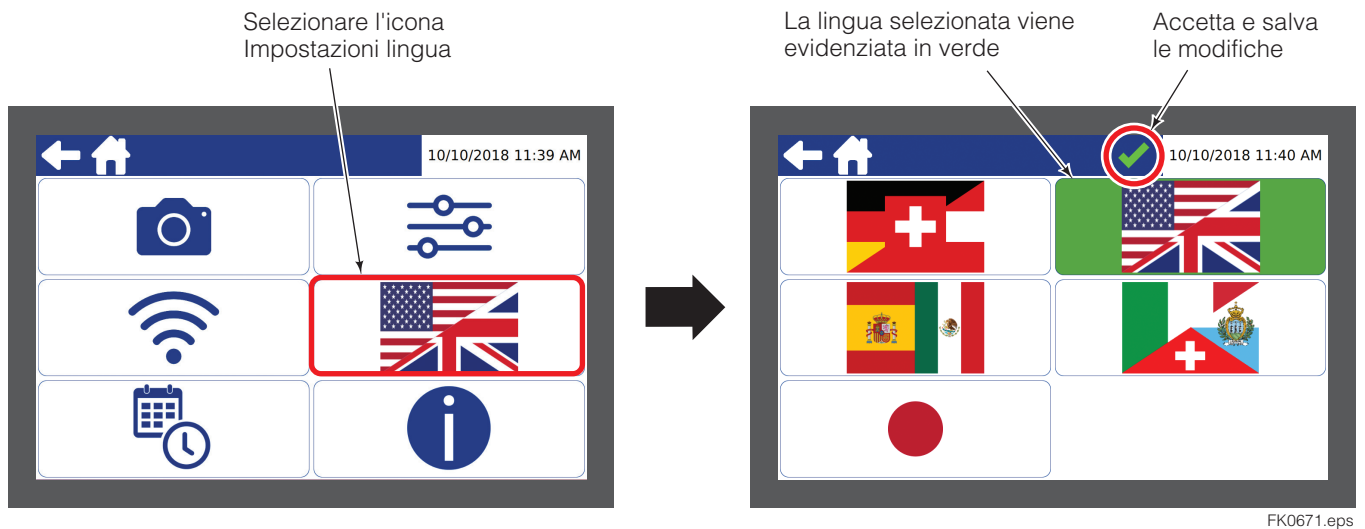 Selezionare l'icona
Impostazioni lingua
La lingua selezionata viene
evidenziata in verde
Accetta e salva
le modifiche
10/10/2018 11:39 AM
10/10/2018 11:40 AM
FK0671.eps